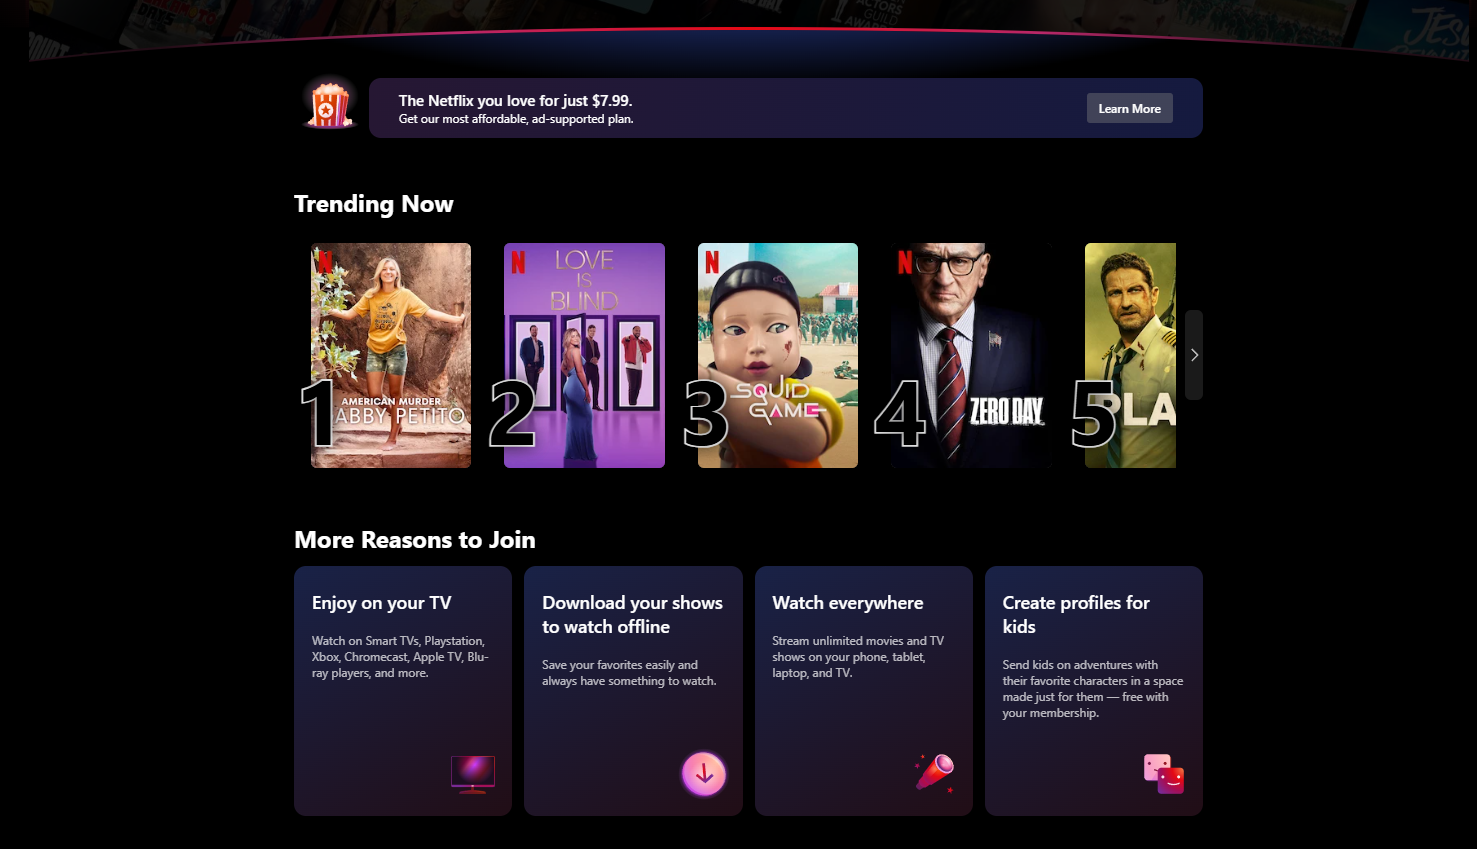 ACTORS
GUILD
AWARDS
The Netflix you love for just $7.99.
Get our most affordable, ad-supported plan.
Learn More
Trending Now
N
AMERICAN MURDER
ABBY PETITO
1
N
LOVE
IS
BLIND
2
N
SQUID
GAME
3
N
ZERO DAY
4
PLA
5
More Reasons to Join
Enjoy on your TV
Watch on Smart TVs, Playstation,
Xbox, Chromecast, Apple TV, Blu-
ray players, and more.
Download your shows
to watch offline
Save your favorites easily and
always have something to watch.
Watch everywhere
Stream unlimited movies and TV
shows on your phone, tablet,
laptop, and TV.
Create profiles for
kids
Send kids on adventures with
their favorite characters in a space
made just for them — free with
your membership.